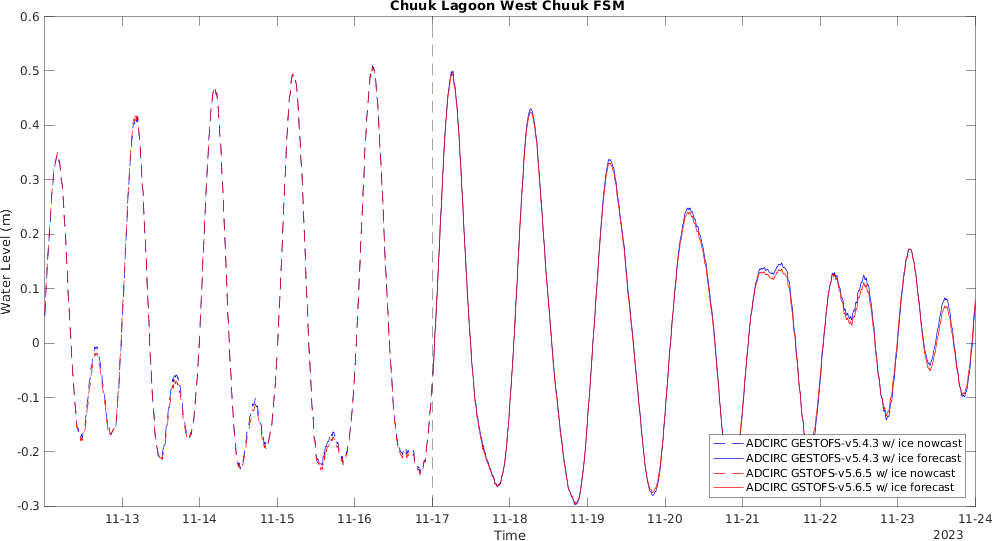 Chuuk Lagoon West Chuuk FSM
0.6
0.5
0.4
0.3
0.2
0.1
0
-0.1
-0.2
-0.3
Water Level (m)
ADCIRC GESTOFS-v5.4.3 w/ ice nowcast
ADCIRC GESTOFS-v5.4.3 w/ ice forecast
ADCIRC GSTOFS-v5.6.5 w/ ice nowcast
ADCIRC GSTOFS-v5.6.5 w/ ice forecast
11-13 11-14 11-15 11-16 11-17 11-18 11-19 11-20 11-21 11-22 11-23 11-24
Time
2023